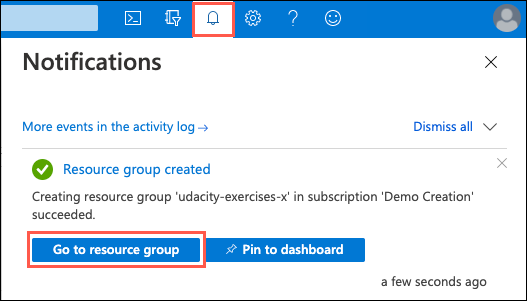 Notifications
More events in the activity log→
Dismiss all
Resource group created
Creating resource group 'udacity-exercises-x' in subscription 'Demo Creation'
succeeded.
Go to resource group
Pin to dashboard
a few seconds ago